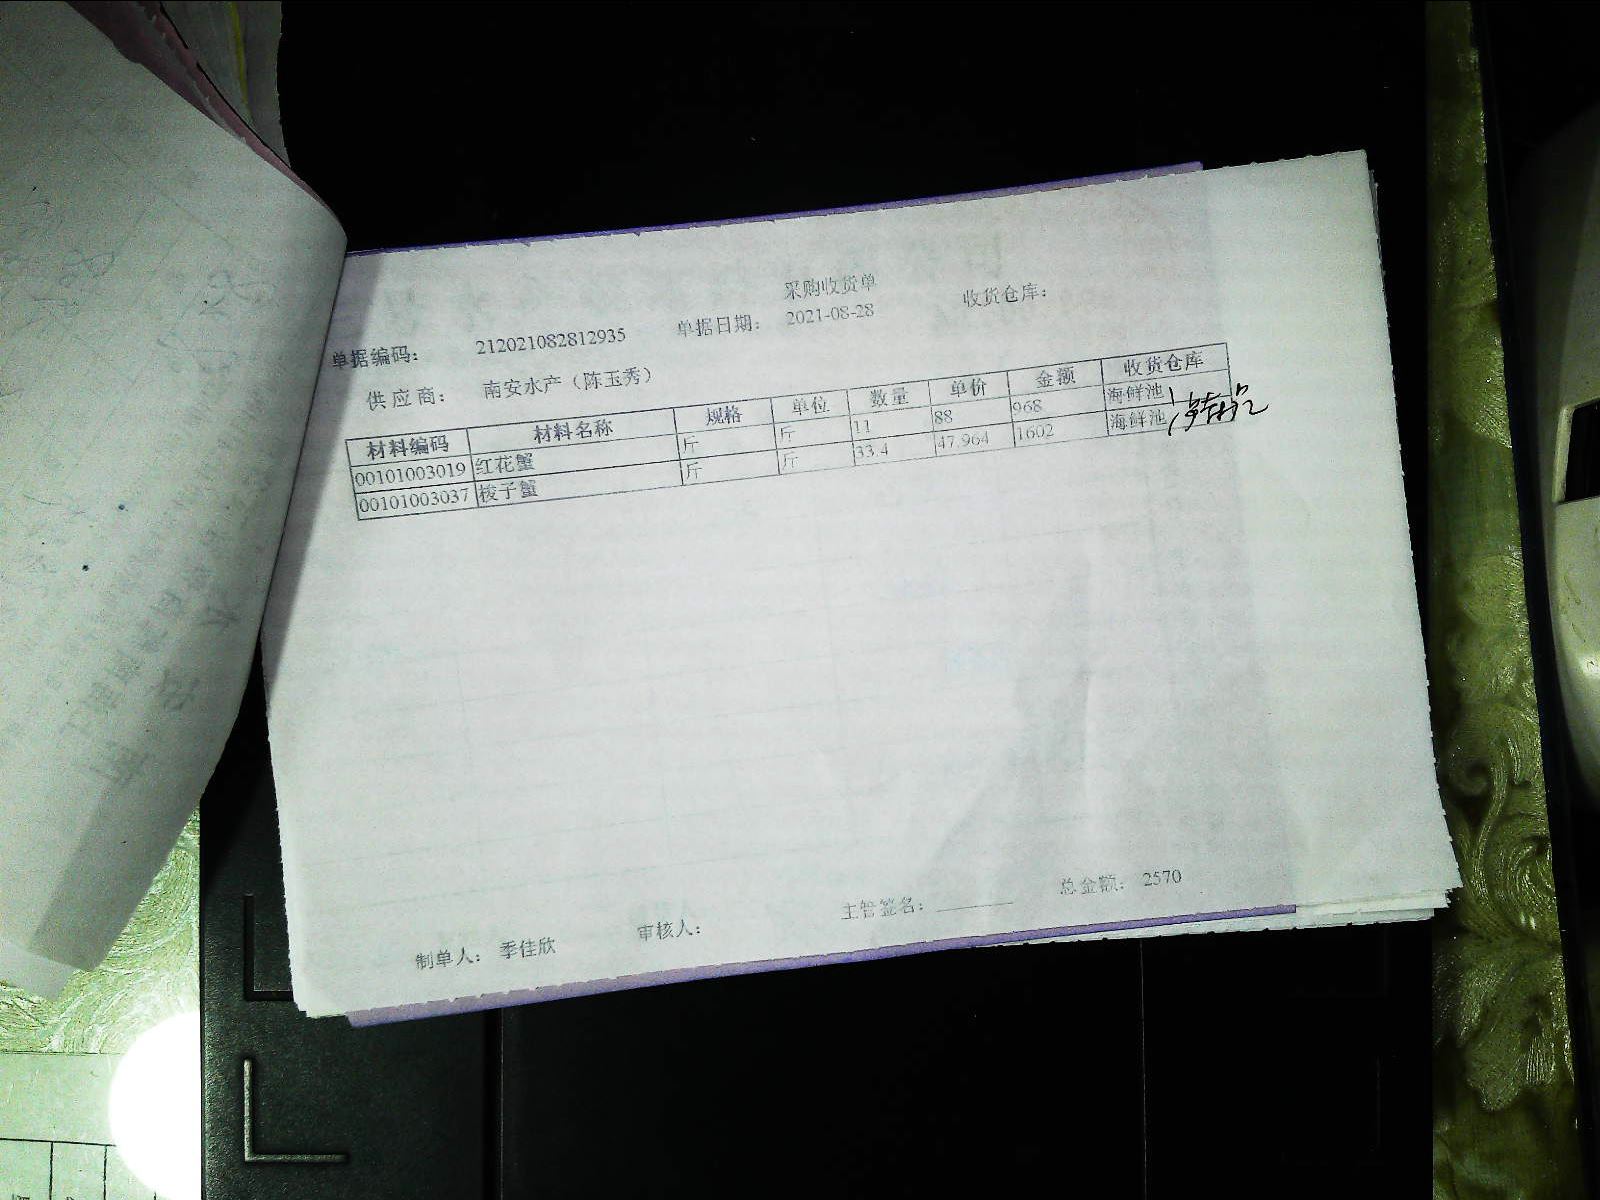 采购收货单
单据编码： 212021082812935 单据日期： 2021-08-28 收货仓库：
供应商： 南安水产（陈玉秀）
材料编码 材料名称 规格 单位 数量 单价 金额 收货仓库
00101003019 红花蟹 斤 斤 11 88 968 海鲜池
00101003037 梭子蟹 斤 斤 33.4 47.964 1602 海鲜池
总金额： 2570
制单人： 季佳欣 审核人： 主管签名：